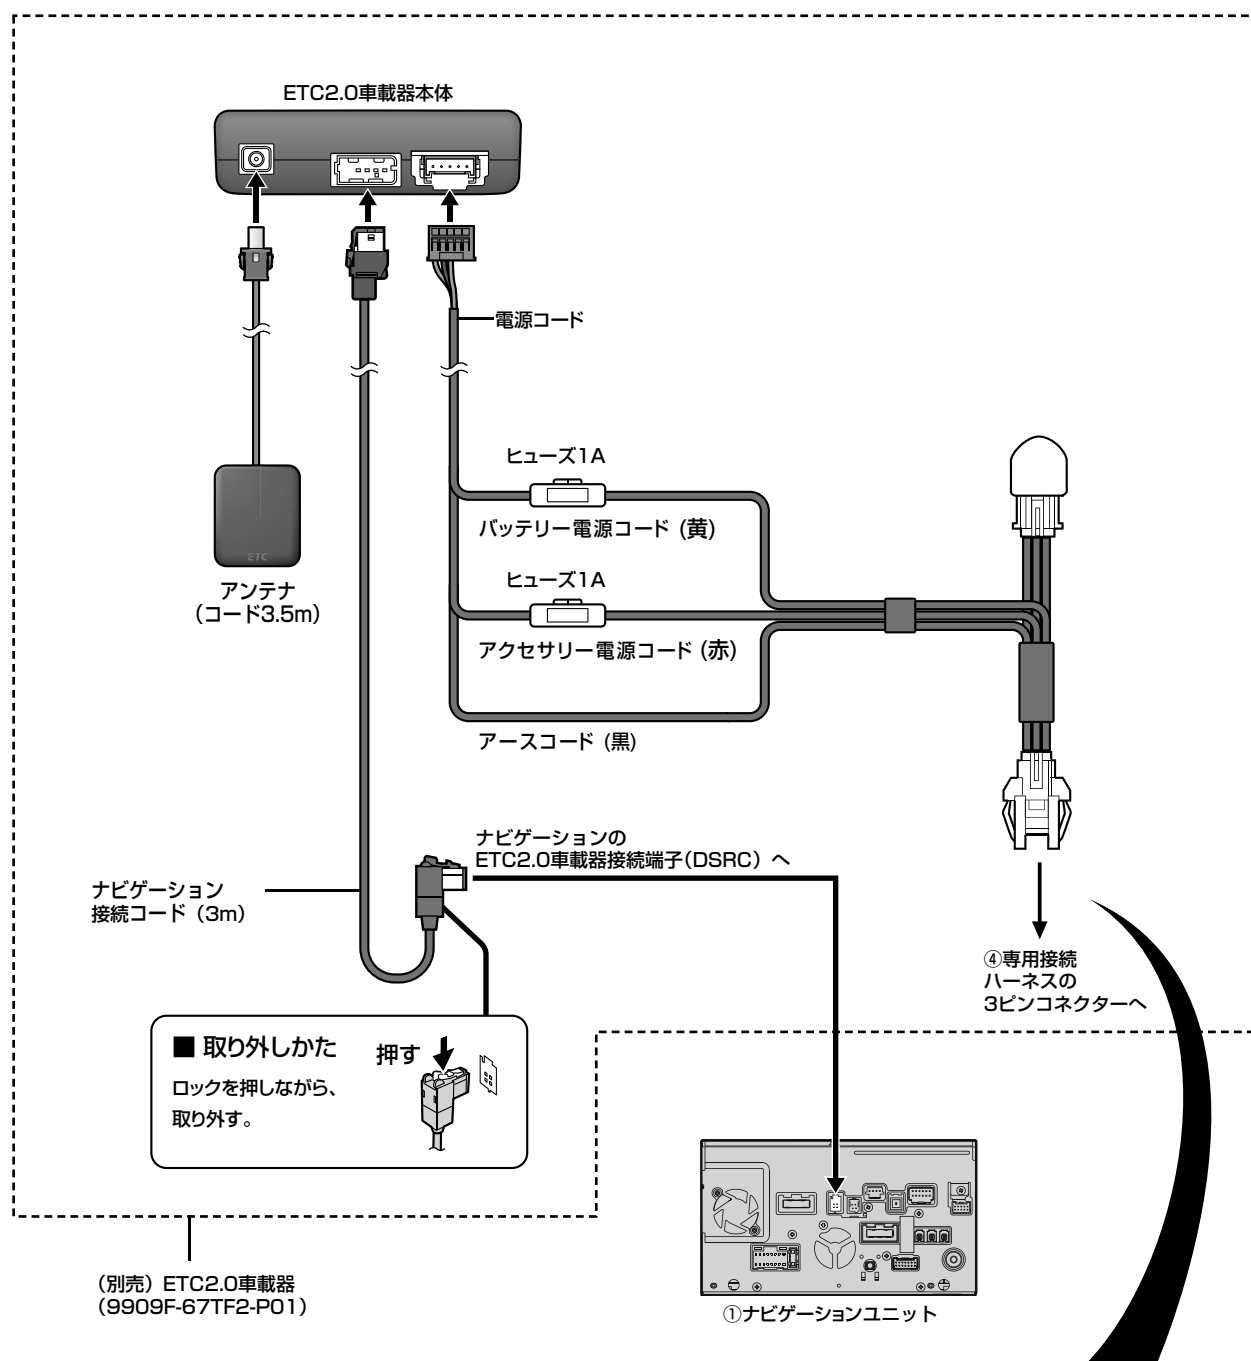 ETC2.0車載器本体
電源コード
ヒューズ1A
バッテリー電源コード (黄)
ETC
アンテナ
（コード3.5m）
ヒューズ1A
アクセサリー電源コード (赤)
アースコード (黒)
ナビゲーションの
ETC2.0車載器接続端子（DSRC）へ
ナビゲーション
接続コード（3m）
④専用接続
ハーネスの
3ピンコネクターへ
■ 取り外しかた
押す
ロックを押しながら、
取り外す。
（別売）ETC2.0車載器
（9909F-67TF2-P01）
①ナビゲーションユニット